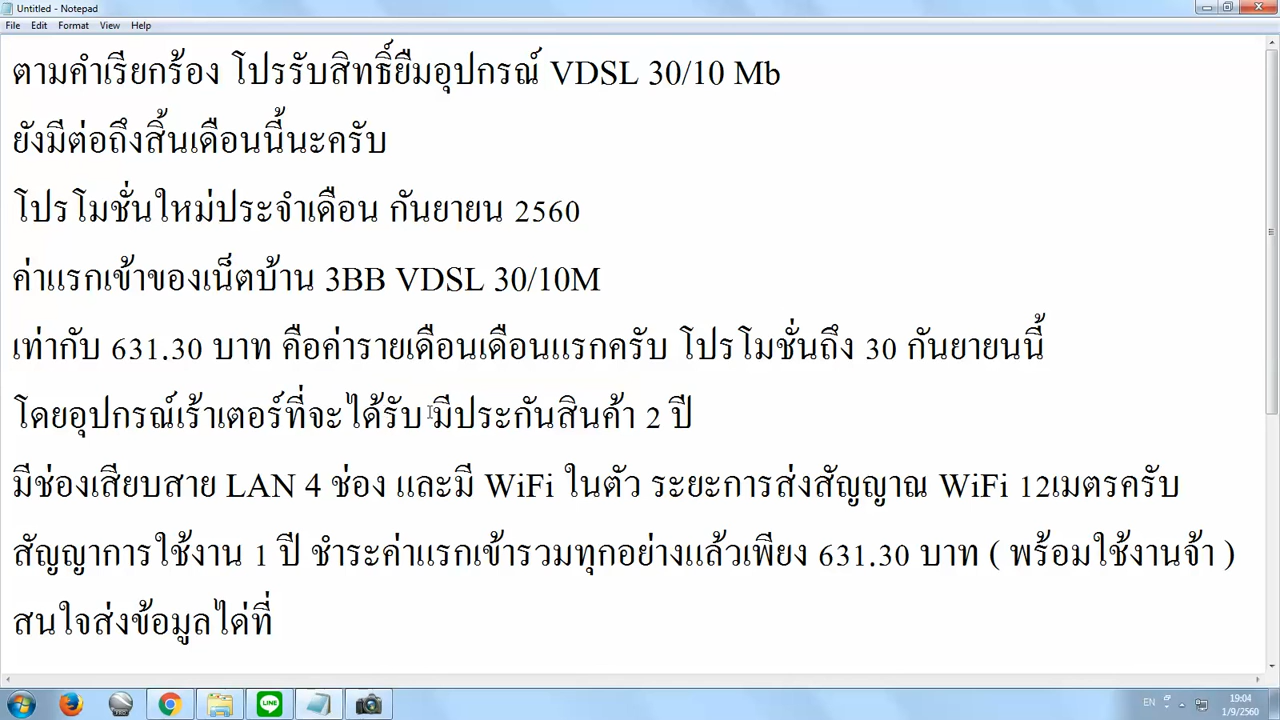 Untitled - Notepad
File Edit Format View Help
ตามคำเรียกร้อง โปรรับสิทธิ์ยืมอุปกรณ์ VDSL 30/10 Mb
ยังมีต่อถึงสิ้นเดือนนี้นะครับ
โปรโมชั่นใหม่ประจำเดือน กันยายน 2560
ค่าแรกเข้าของเน็ตบ้าน 3BB VDSL 30/10M
เท่ากับ 631.30 บาท คือค่ารายเดือนเดือนแรกครับ โปรโมชั่นถึง 30 กันยายนนี้
โดยอุปกรณ์เร้าเตอร์ที่จะได้รับ มีประกันสินค้า 2 ปี
มีช่องเสียบสาย LAN 4 ช่อง และมี WiFi ในตัว ระยะการส่งสัญญาณ WiFi 12เมตรครับ
สัญญาการใช้งาน 1 ปี ชำระค่าแรกเข้ารวมทุกอย่างแล้วเพียง 631.30 บาท ( พร้อมใช้งานจ้า )
สนใจส่งข้อมูลได่ที่
LINE
EN
19:04
1/9/2560